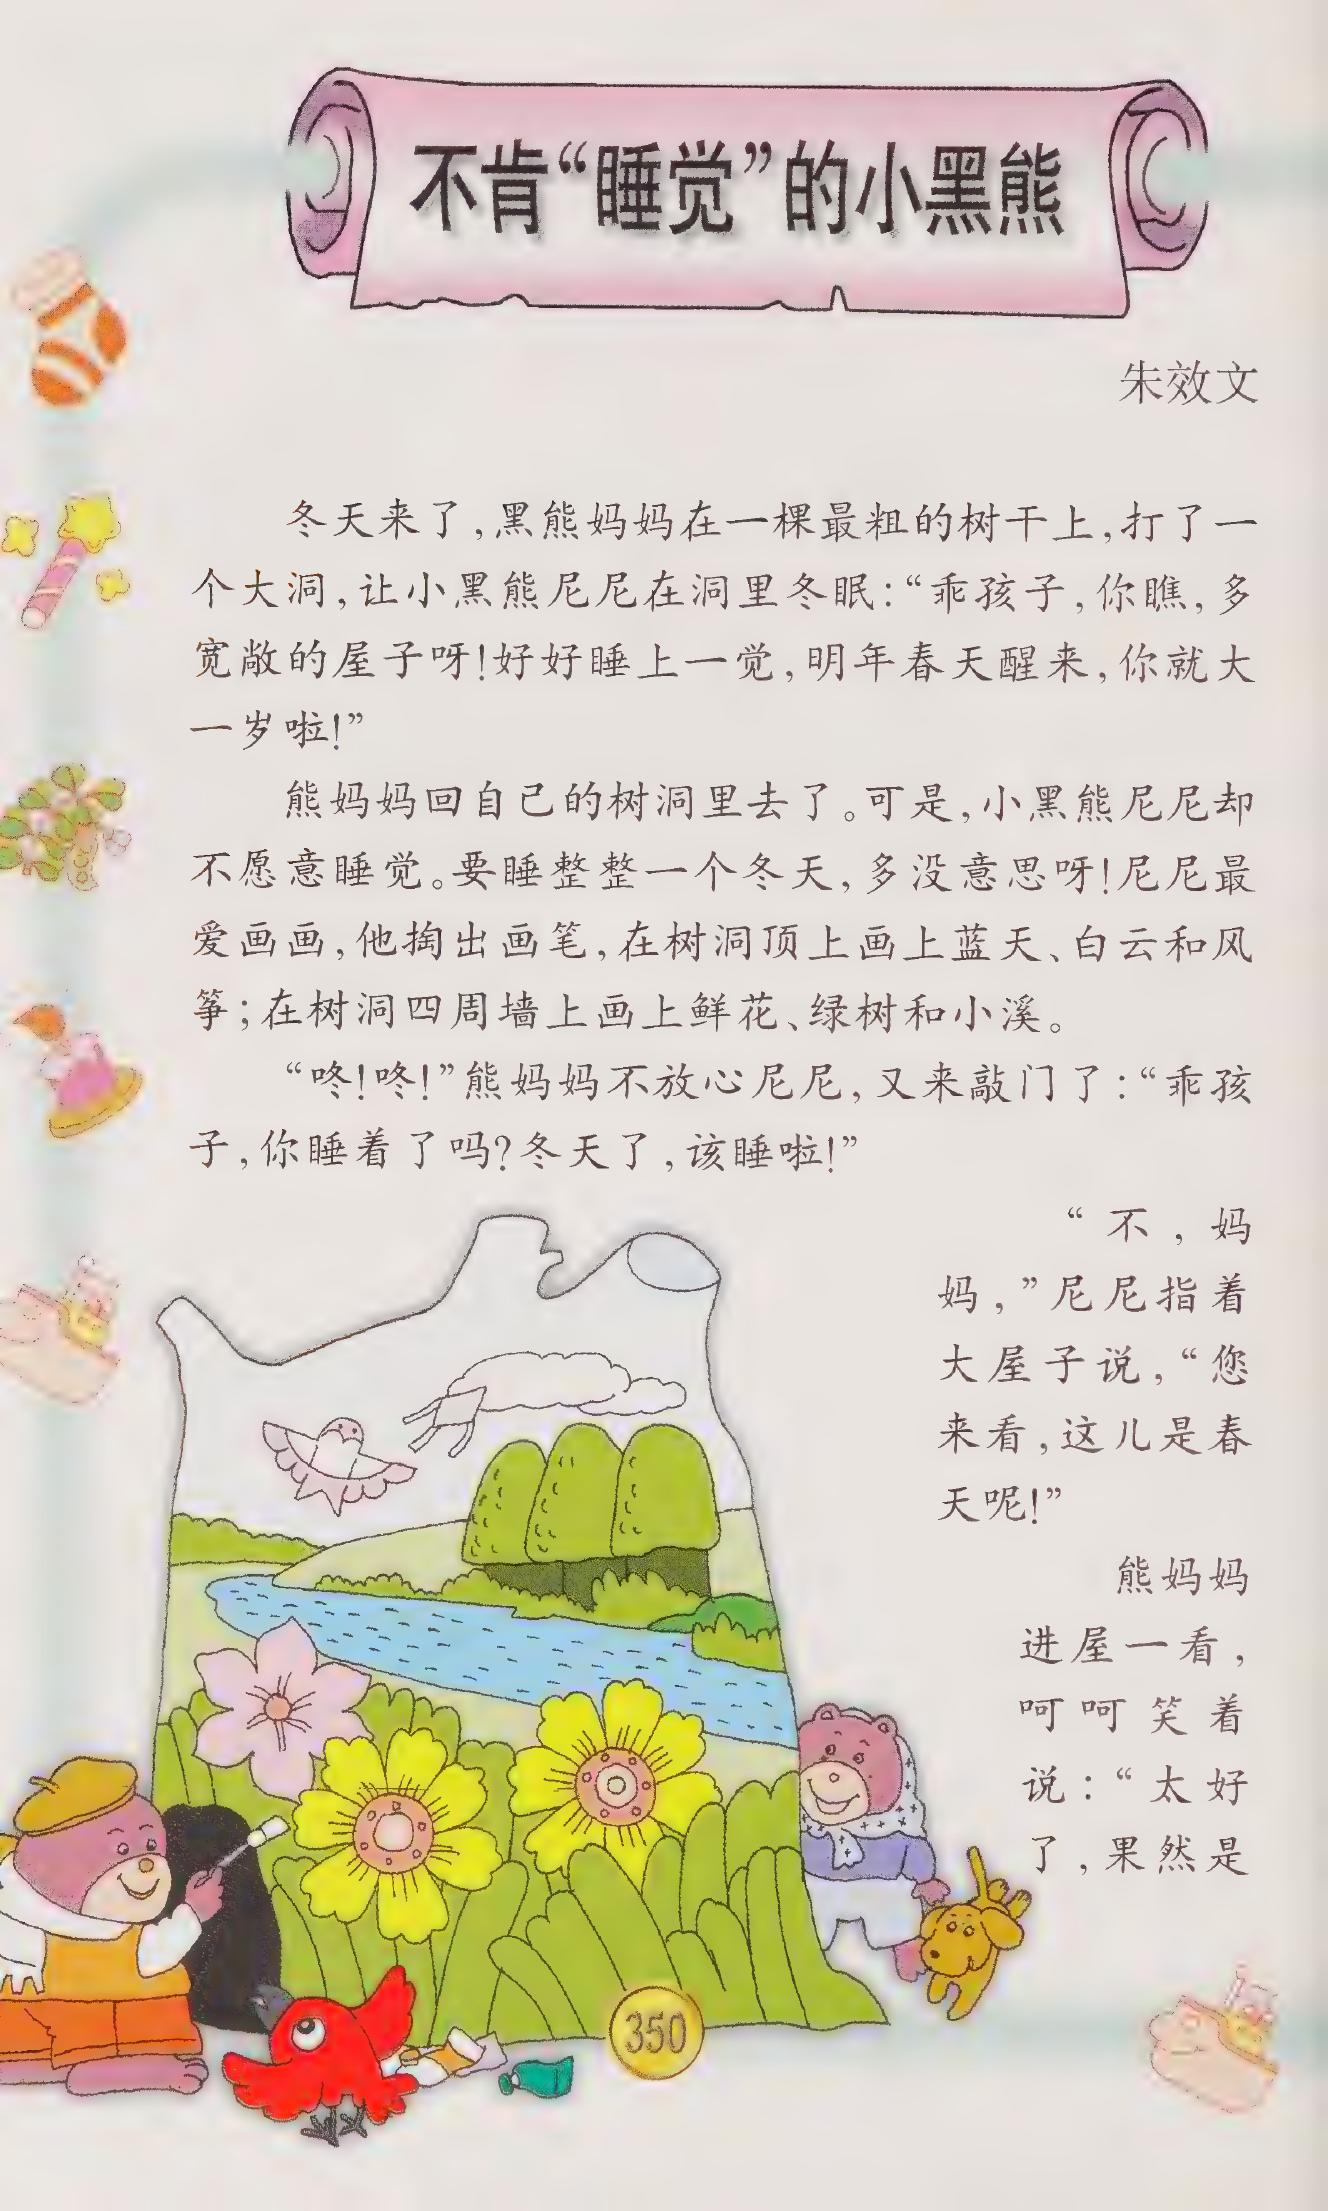 不肯“睡觉”的小黑熊
朱效文
冬天来了,黑熊妈妈在一棵最粗的树干上,打了一
个大洞,让小黑熊尼尼在洞里冬眠:“乖孩子,你瞧,多
宽敞的屋子呀!好好睡上一觉,明年春天醒来,你就大
一岁啦!”
熊妈妈回自己的树洞里去了。可是,小黑熊尼尼却
不愿意睡觉。要睡整整一个冬天,多没意思呀!尼尼最
爱画画,他掏出画笔,在树洞顶上画上蓝天、白云和风
筝;在树洞四周墙上画上鲜花、绿树和小溪。
“咚!咚!”熊妈妈不放心尼尼,又来敲门了:“乖孩
子,你睡着了吗?冬天了,该睡啦!”
“不,妈
妈,”尼尼指着
大屋子说,“您
来看,这儿是春
天呢!”
熊妈妈
进屋一看,
呵呵笑着
说:“太好
了,果然是
350